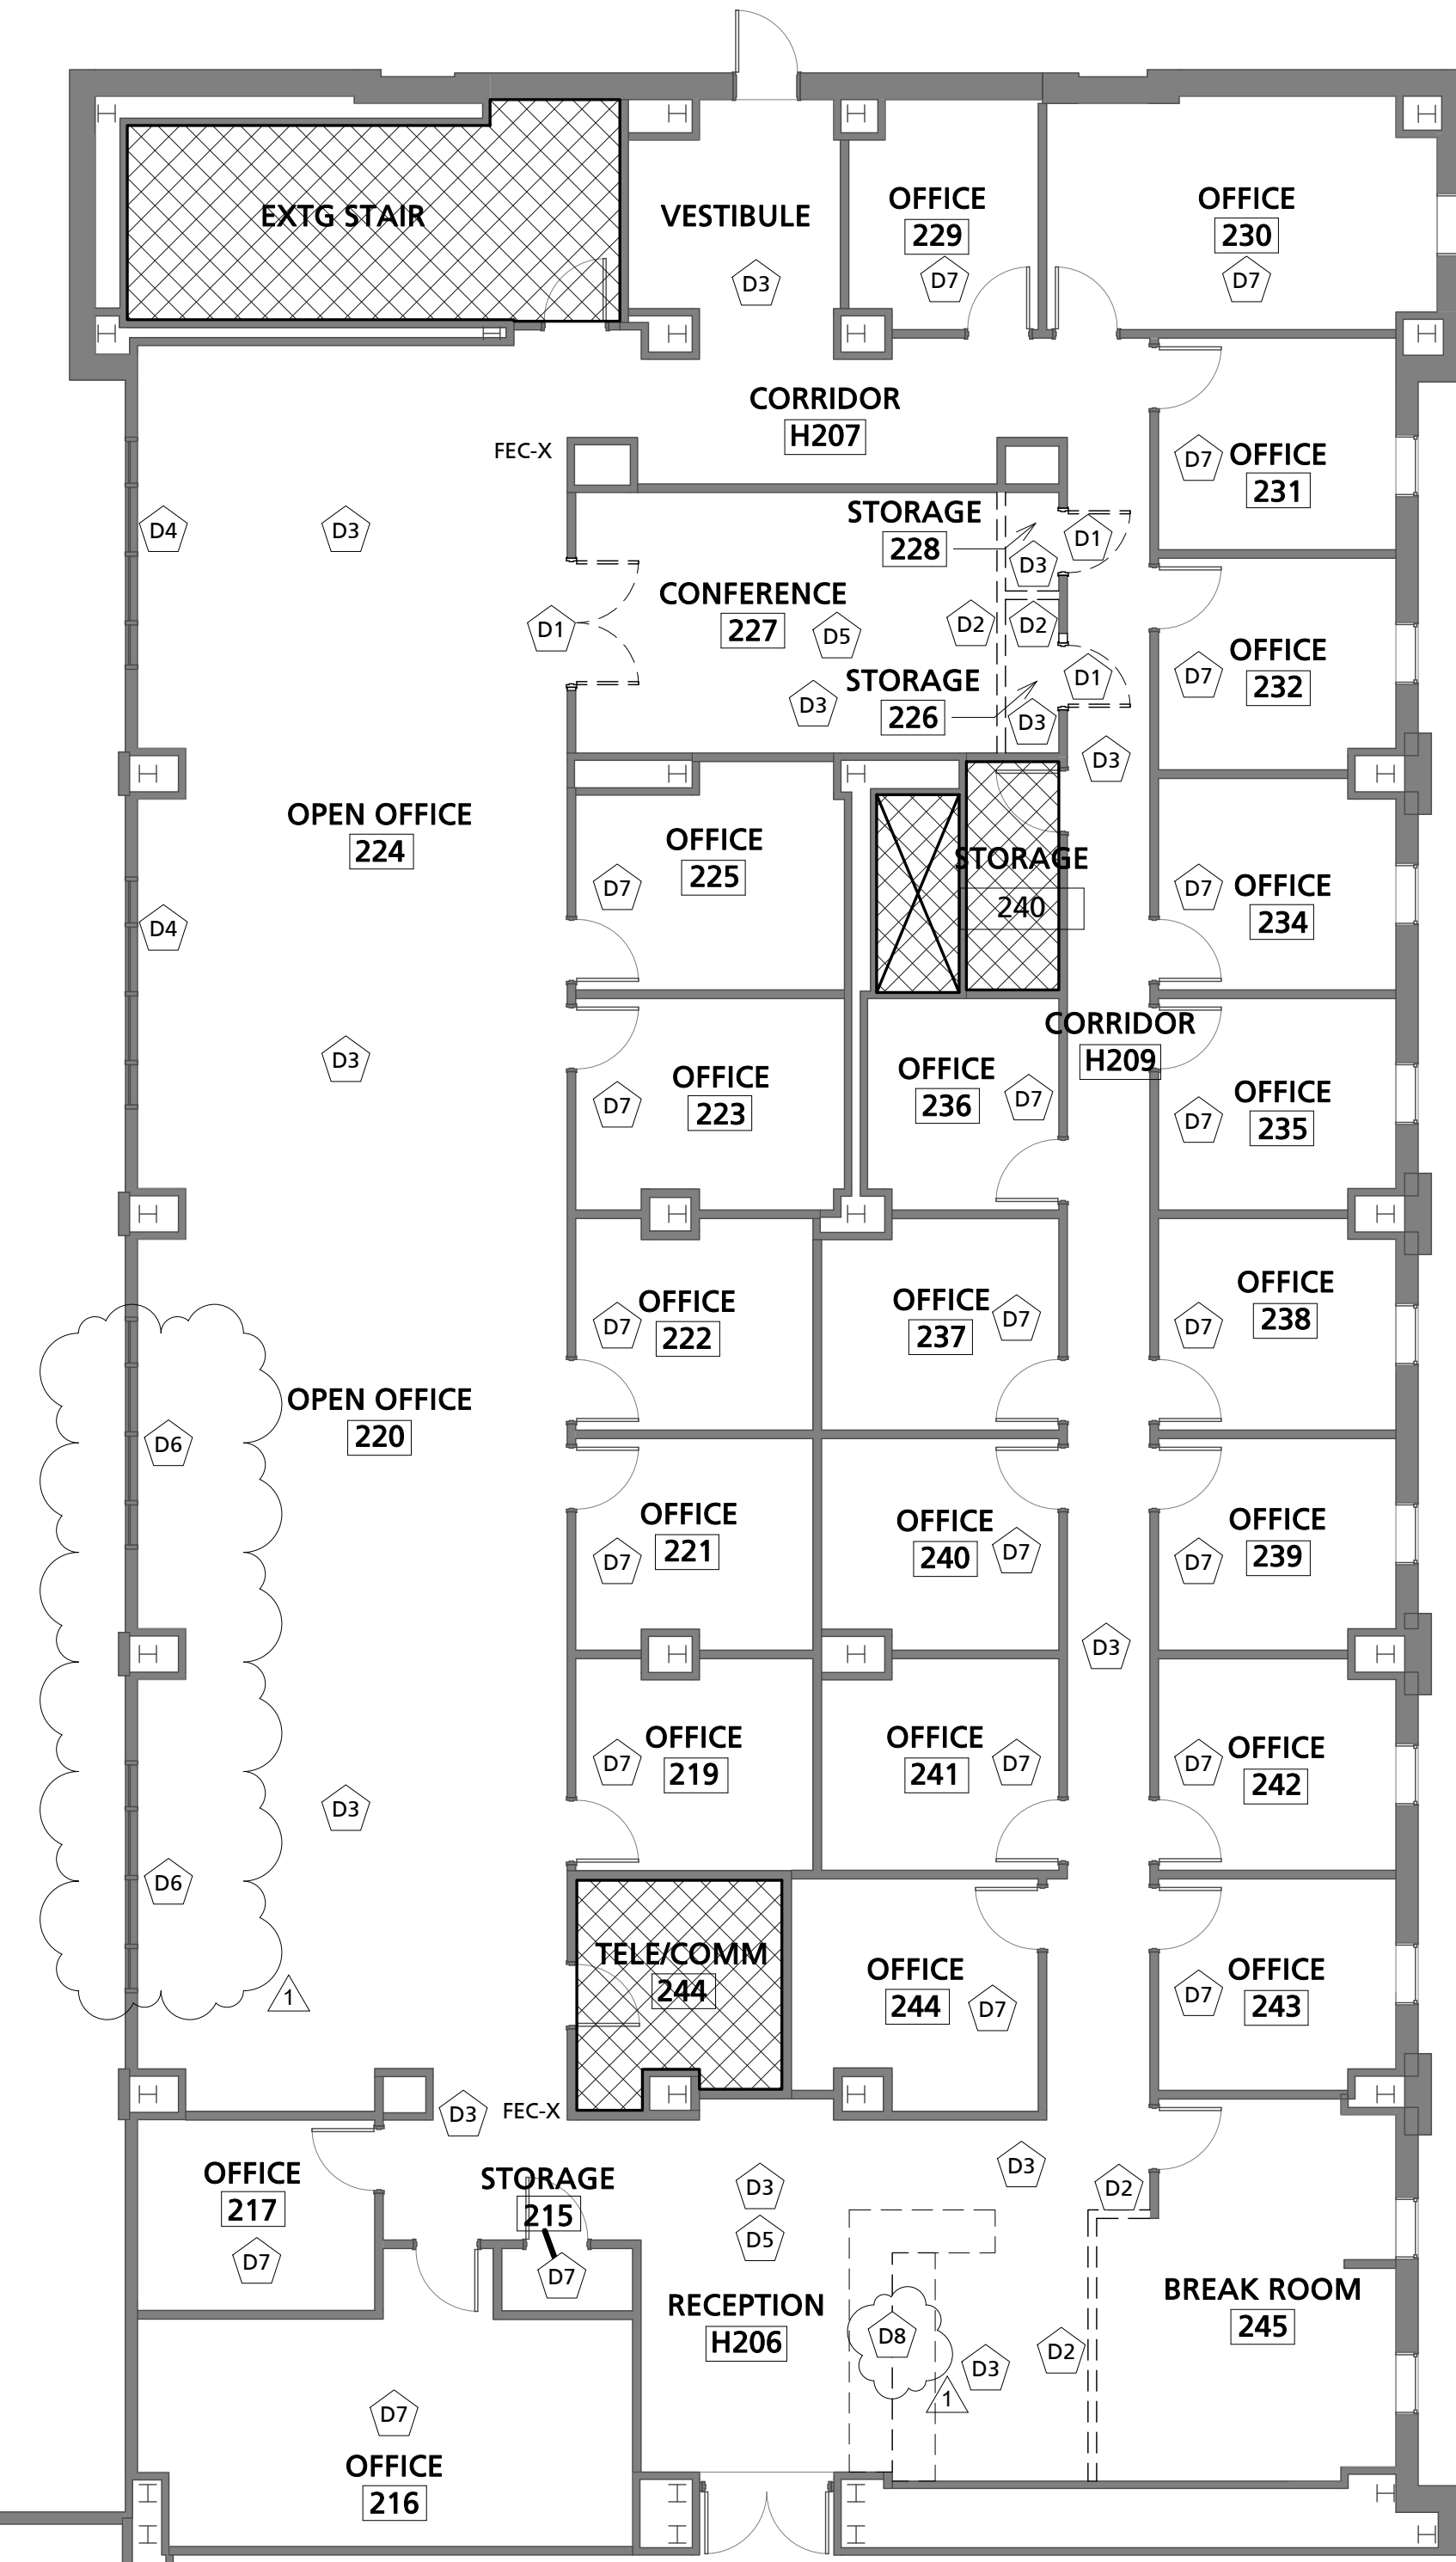 EXTG STAIR
VESTIBULE
D3
OFFICE
229
D7
OFFICE
230
D7
CORRIDOR
H207
FEC-X
D7
OFFICE
231
D4
D3
STORAGE
228
D3
D1
D1
CONFERENCE
227
D5
D2
D2
STORAGE
226
D3
D3
D1
D7
OFFICE
232
D3
OPEN OFFICE
224
OFFICE
225
D7
STORAGE
240
D7
OFFICE
234
D4
D3
OFFICE
223
D7
OFFICE
236
D7
CORRIDOR
H209
D7
OFFICE
235
OFFICE
222
D7
OFFICE
237
D7
OFFICE
238
D7
OPEN OFFICE
220
D6
OFFICE
221
D7
OFFICE
240
D7
OFFICE
239
D7
D3
OFFICE
219
D7
OFFICE
241
D7
OFFICE
242
D7
D3
D6
1
TELE/COMM
244
OFFICE
244
D7
OFFICE
243
D7
D3
FEC-X
OFFICE
217
D7
STORAGE
215
D7
D3
D5
D3
D2
RECEPTION
H206
D8
1
D3
D2
BREAK ROOM
245
D7
OFFICE
216